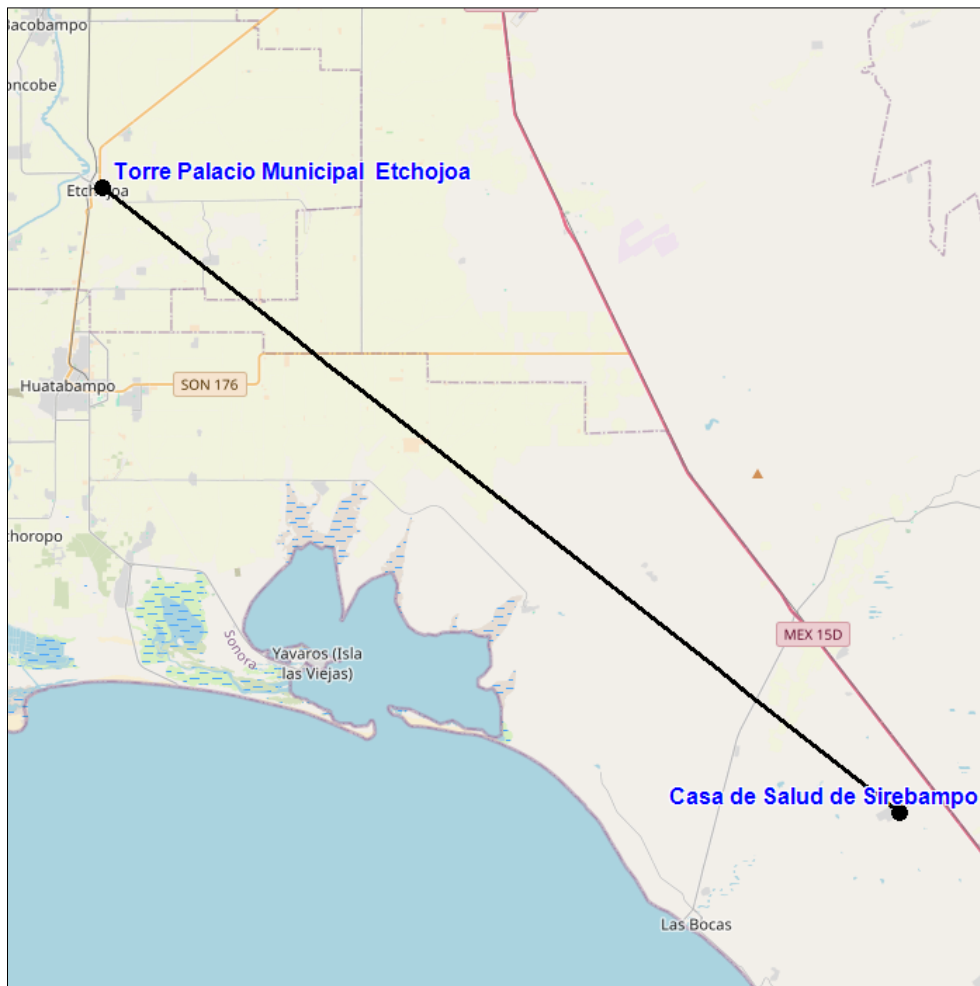 Bacobampo
oncobe
Torre Palacio Municipal Etchojoa
Etchojoa
Huatabampo
SON 176
choropo
Sonora
Yavaros (Isla
las Viejas)
MEX 15D
Casa de Salud de Sirebampo
Las Bocas